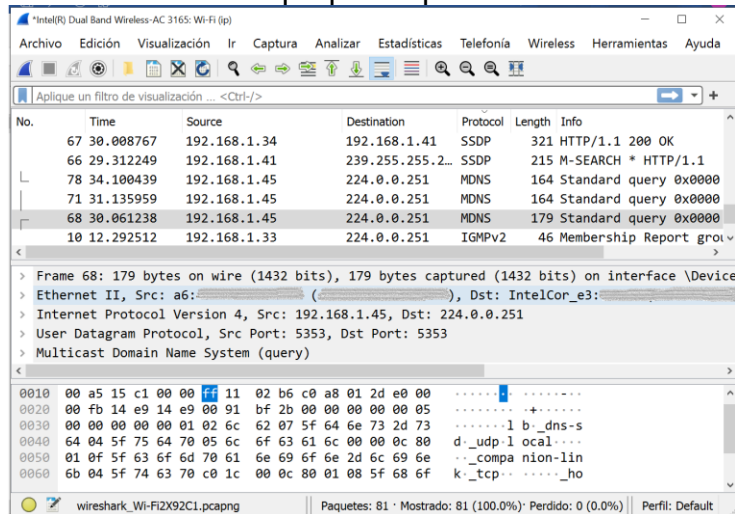 *Intel(R) Dual Band Wireless-AC 3165: Wi-Fi (ip)
Archivo Edición Visualización Ir Captura Analizar Estadísticas Telefonía Wireless Herramientas Ayuda
Aplique un filtro de visualización ... <Ctrl-/>
No. Time Source Destination Protocol Length Info
67 30.008767 192.168.1.34 192.168.1.41 SSDP 321 HTTP/1.1 200 OK
66 29.312249 192.168.1.41 239.255.255.2… SSDP 215 M-SEARCH * HTTP/1.1
78 34.100439 192.168.1.45 224.0.0.251 MDNS 164 Standard query 0x0000
71 31.135959 192.168.1.45 224.0.0.251 MDNS 164 Standard query 0x0000
68 30.061238 192.168.1.45 224.0.0.251 MDNS 179 Standard query 0x0000
10 12.292512 192.168.1.33 224.0.0.251 IGMPv2 46 Membership Report grou
Frame 68: 179 bytes on wire (1432 bits), 179 bytes captured (1432 bits) on interface \Device
Ethernet II, Src: a6: ( ), Dst: IntelCor_e3:
Internet Protocol Version 4, Src: 192.168.1.45, Dst: 224.0.0.251
User Datagram Protocol, Src Port: 5353, Dst Port: 5353
Multicast Domain Name System (query)
0010 00 a5 15 c1 00 00 ff 11 02 b6 c0 a8 01 2d e0 00 ········ ·····-··
0020 00 fb 14 e9 14 e9 00 91 bf 2b 00 00 00 00 00 05 ········ ·+······
0030 00 00 00 00 00 01 02 6c 62 07 5f 64 6e 73 2d 73 ·······l b·_dns-s
0040 64 04 5f 75 64 70 05 6c 6f 63 61 6c 00 00 0c 80 d·_udp·l ocal····
0050 01 0f 5f 63 6f 6d 70 61 6e 69 6f 6e 2d 6c 69 6e ··_compa nion-lin
0060 6b 04 5f 74 63 70 c0 1c 00 0c 80 01 08 5f 68 6f k·_tcp·· ·····_ho
wireshark_Wi-Fi2X92C1.pcapng Paquetes: 81 · Mostrado: 81 (100.0%)· Perdido: 0 (0.0%) Perfil: Default